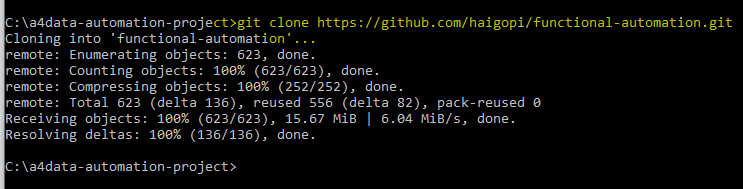 C:\a4data-automation-project>git clone https://github.com/haigopi/functional-automation.git
Cloning into 'functional-automation'...
remote: Enumerating objects: 623, done.
remote: Counting objects: 100% (623/623), done.
remote: Compressing objects: 100% (252/252), done.
remote: Total 623 (delta 136), reused 556 (delta 82), pack-reused 0
Receiving objects: 100% (623/623), 15.67 MiB | 6.04 MiB/s, done.
Resolving deltas: 100% (136/136), done.
C:\a4data-automation-project>